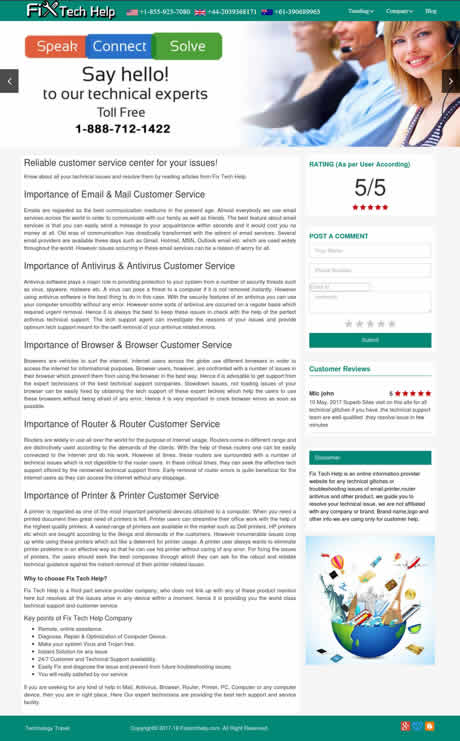 Fix Tech Help
+1-855-925-7080 +44-2039368171 +61-390689963
Trending Company Blog
Speak Connect Solve
Say hello!
to our technical experts
Toll Free
1-888-712-1422
Reliable customer service center for your issues!
Know about all your technical issues and resolve them by reading articles from Fix Tech Help.
Importance of Email & Mail Customer Service
Emails are regarded as the best communication mediums in the present age. Almost everybody we use email
services across the world in order to communicate with our family as well as friends. The best feature about email
services is that you can easily send a message to your acquaintance within seconds and it would cost you no
money at all. Old eras of communication has drastically transformed with the advent of email services. Several
email providers are available these days such as Gmail, Hotmail, MSN, Outlook email etc. which are used widely
throughout the world. However issues occurring in these email services can be a reason of worry for all.
Importance of Antivirus & Antivirus Customer Service
Antivirus software plays a major role in providing protection to your system from a number of security threats such
as virus, spyware, malware etc. A virus can pose a threat to a computer if it is not removed instantly. However
using antivirus software is the best thing to do in this case. With the security features of an antivirus you can use
your computer smoothly without any error. However some sorts of antivirus are occurred on a regular basis which
required urgent removal. Hence it is always the best to keep these issues in check with the help of the perfect
antivirus technical support. The tech support agent can investigate the reasons of your issues and provide
optimum tech support meant for the swift removal of your antivirus related errors.
Importance of Browser & Browser Customer Service
Browsers are vehicles to surf the internet. Internet users across the globe use different browsers in order to
access the internet for informational purposes. Browser users, however, are confronted with a number of issues in
their browser which prevent them from using the browser in the best way. Hence it is advisable to get support from
the expert technicians of the best technical support companies. Slowdown issues, not loading issues of your
browser can be easily fixed by obtaining the tech support of these expert technies which help the users to use
these browsers without being afraid of any error. Hence it is very important to crack browser errors as soon as
possible.
Importance of Router & Router Customer Service
Routers are widely in use all over the world for the purpose of internet usage. Routers come in different range and
are distinctively used according to the demands of the clients. With the help of these routers one can be easily
connected to the internet and do his work. However at times, these routers are surrounded with a number of
technical issues which is not digestible to the router users. In these critical times, they can seek the effective tech
support offered by the renowned technical support firms. Early removal of router errors is quite beneficial for the
internet users as they can access the internet without any stoppage.
Importance of Printer & Printer Customer Service
A printer is regarded as one of the most important peripheral devices attached to a computer. When you need a
printed document then great need of printers is felt. Printer users can streamline their office work with the help of
the highest quality printers. A varied range of printers are available in the market such as Dell printers, HP printers
etc which are bought according to the likings and demands of the customers. However innumerable issues crop
up while using these printers which act like a deterrent for printer usage. A printer user always wants to eliminate
printer problems in an effective way so that he can use his printer without caring of any error. For fixing the issues
of printers, the users should seek the best companies through which they can ask for the robust and reliable
technical guidance against the instant removal of their printer related issues.
Why to choose Fix Tech Help?
Fix Tech Help is a third part service provider company, who does not link up with any of these product mention
here but resolves all the issues arise in any device within a moment. hence it is providing you the world class
technical support and customer service
Key points of Fix Tech Help Company
Remote, online assistance.
Diagnose, Repair & Optimization of Computer Device.
Make your system Virus and Trojan free.
Instant Solution for any issue
24/7 Customer and Technical Support availability.
Easily Fix and diagnose the issue and prevent from future troubleshooting issues.
You will really satisfied by our service
If you are seeking for any kind of help in Mail, Antivirus, Browser, Router, Printer, PC, Computer or any computer
device, then you are in right place, Here Our expert technicians are providing the best tech support and service
facility.
RATING (As per User According)
5/5
POST A COMMENT
Your Name
Phone Number
Email Id
comments
Submit
Customer Reviews
Mic john 5
10 May, 2017 Superb Sites visit on this site for all
technical glitches if you have. the technical support
team are well qualified. they resolve issue in few
minutes
Disclaimer
Fix Tech Help is an online information provider
website for any technical glitches or
troubleshooting issues of email,printer,router
antivirus and other product, we guide you to
resolve your technical issue, we are not affiliated
with any company or brand. Brand name,logo and
other info we are using only for customer help.
Technology Travel
Copyright© 2017-18 Fixtechhelp.com. All Right Reserved.